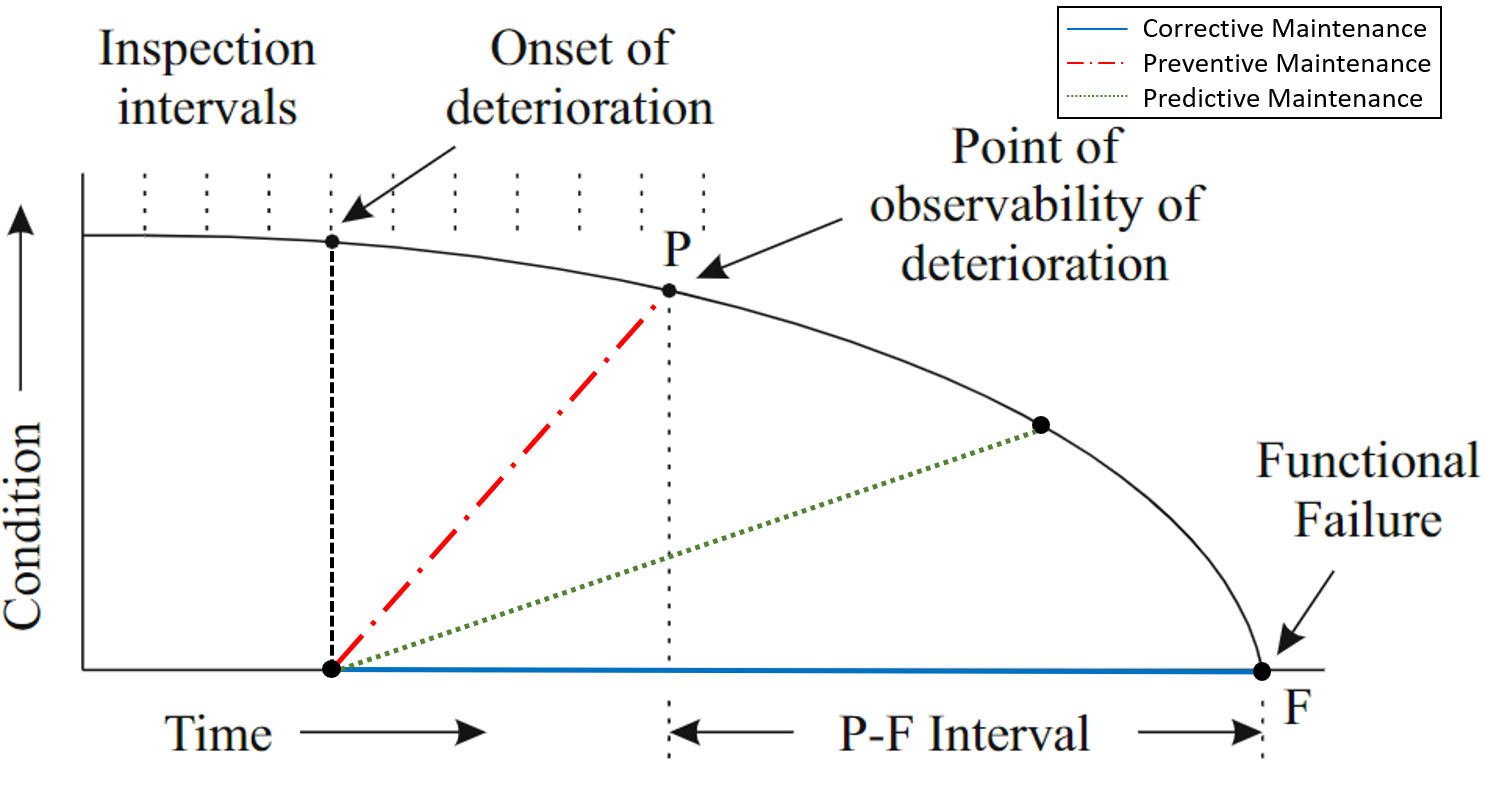 Inspection
intervals
Onset of
deterioration
Corrective Maintenance
Preventive Maintenance
Predictive Maintenance
Point of
observability of
deterioration
P
Condition
Functional
Failure
F
Time
P-F Interval